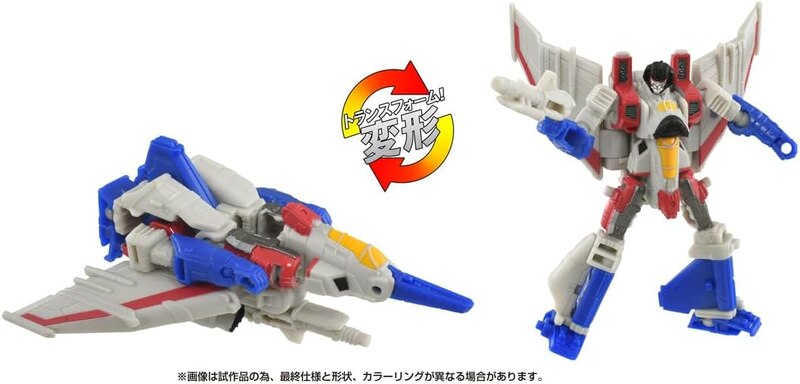 トランスフォーム!
変形
※画像は試作品の為、最終仕様と形状、カラーリングが異なる場合があります。